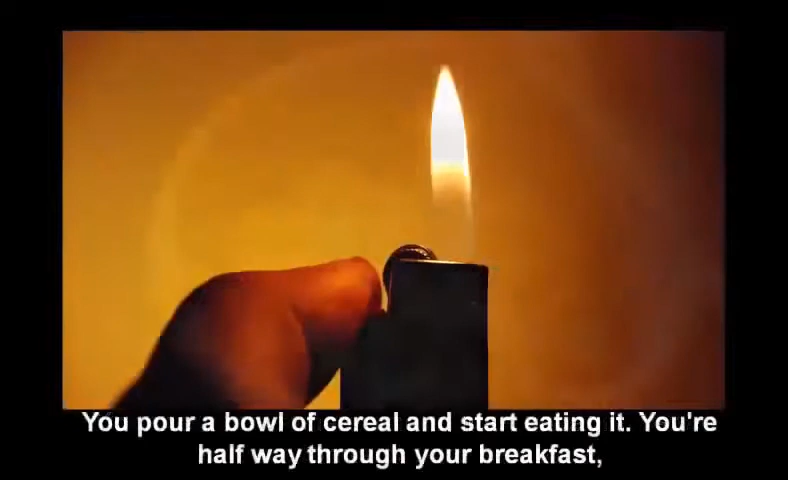 You pour a bowl of cereal and start eating it. You're
half way through your breakfast,